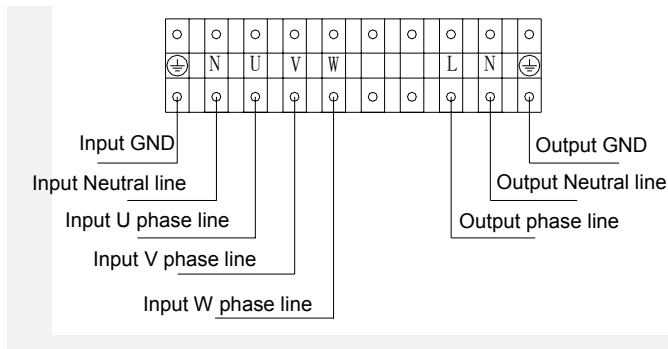 N U V W L N
Input GND Output GND
Input Neutral line Output Neutral line
Input U phase line Output phase line
Input V phase line
Input W phase line